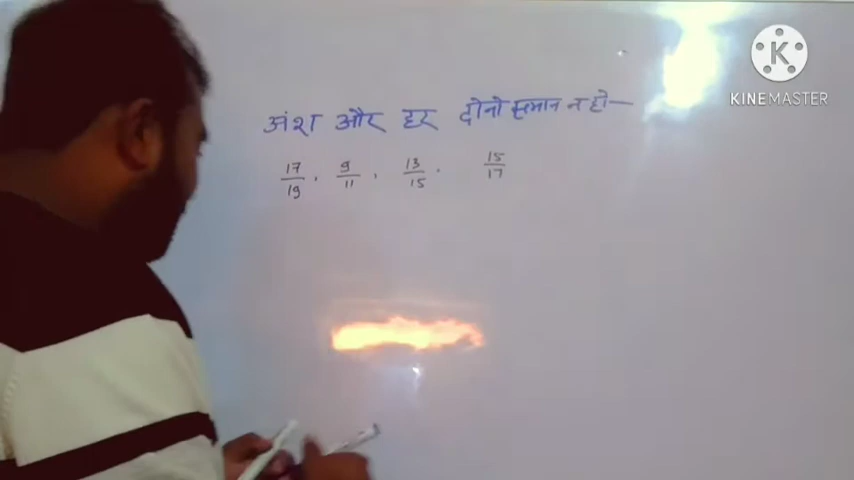 KINEMASTER
अंश और हर दोनो समान न हो—
17/19 , 9/11 , 13/15 . 15/17